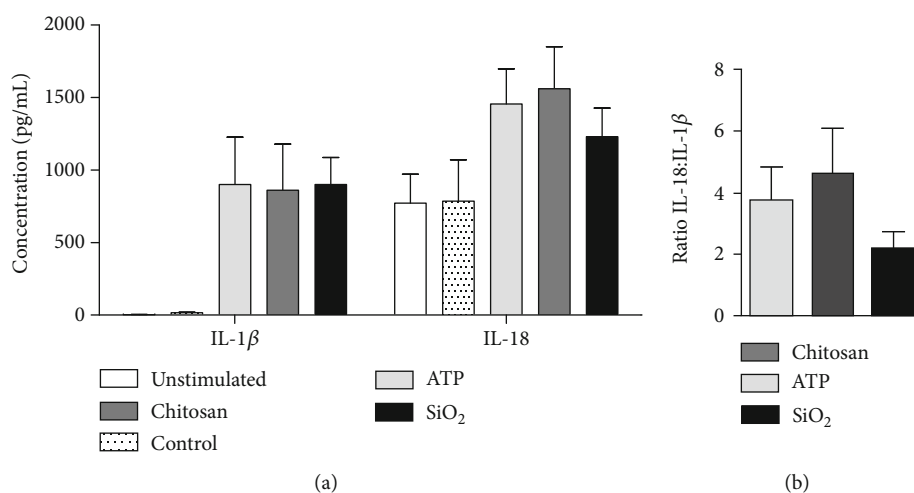 Concentration (pg/mL)
2000
1500
1000
500
0
IL-1β
IL-18
Unstimulated
Chitosan
Control
ATP
SiO₂
(a)
Ratio IL-18:IL-1β
8
6
4
2
0
Chitosan
ATP
SiO₂
(b)